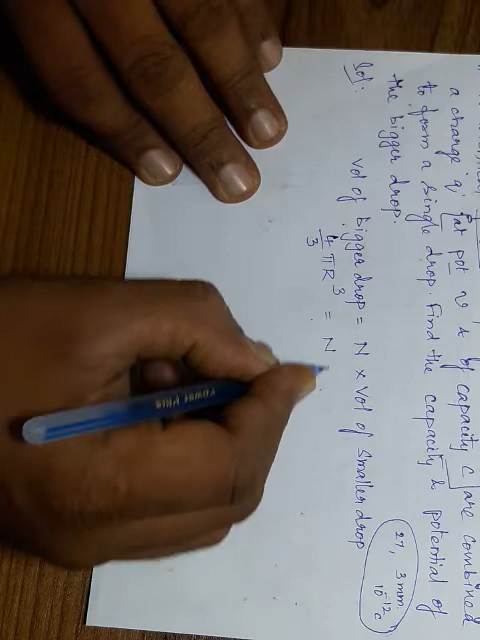 a charge q, at pot v & of capacity C are combined
to form a single drop. Find the capacity & potential of
the bigger drop.
Sol.
Vol of bigger drop = N x Vol of smaller drop
4/3 πR³ = N
27, 3mm.
10⁻¹²C